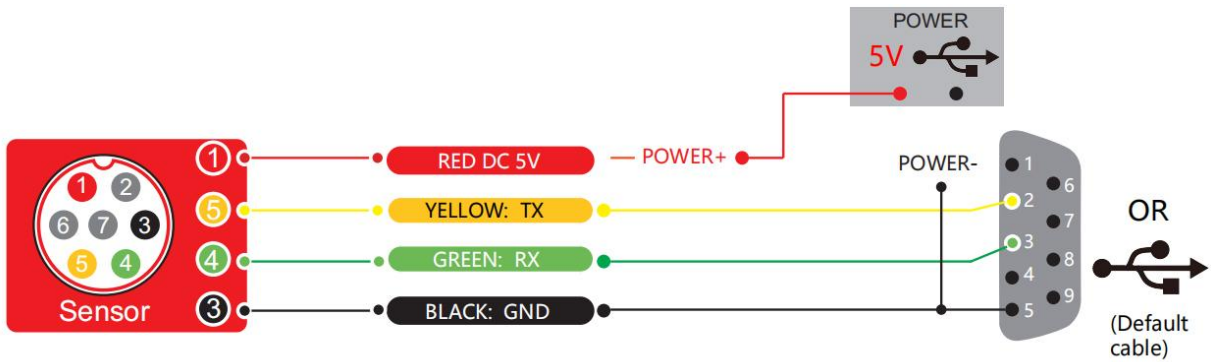 POWER
5V
1 RED DC 5V POWER+
POWER-
1
6
5 YELLOW: TX
2
7
OR
4 GREEN: RX
3
8
4
9
3 BLACK: GND
5
1 2
6 7 3
5 4
Sensor
(Default
cable)